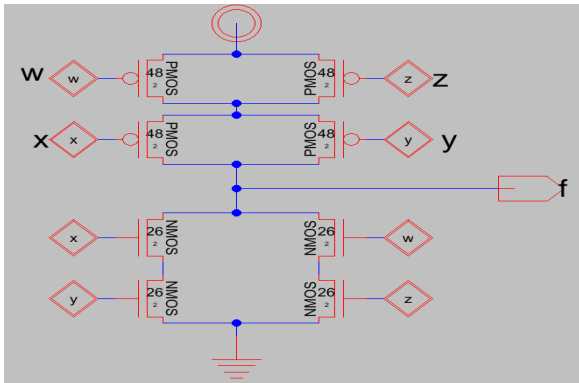 w w 48 2 PMOS PMOS 48 2 z z
x x 48 2 PMOS PMOS 48 2 y y
f
x 26 2 NMOS NMOS 26 2 w
y 26 2 NMOS NMOS 26 2 z